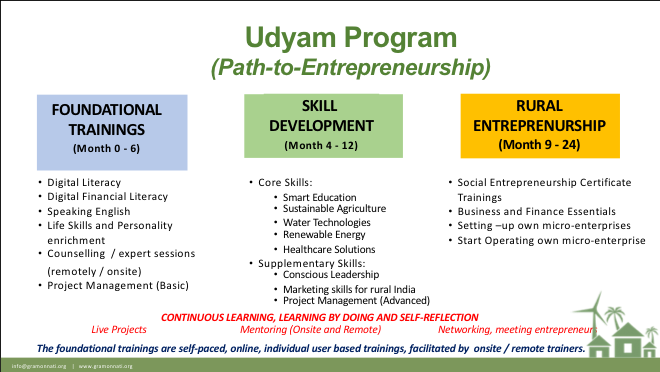 Udyam Program
(Path-to-Entrepreneurship)
FOUNDATIONAL
TRAININGS
(Month 0 - 6)
• Digital Literacy
• Digital Financial Literacy
• Speaking English
• Life Skills and Personality
enrichment
• Counselling / expert sessions
(remotely / onsite)
• Project Management (Basic)
SKILL
DEVELOPMENT
(Month 4 - 12)
• Core Skills:
• Smart Education
• Sustainable Agriculture
• Water Technologies
• Renewable Energy
• Healthcare Solutions
• Supplementary Skills:
• Conscious Leadership
• Marketing skills for rural India
• Project Management (Advanced)
RURAL
ENTREPRENURSHIP
(Month 9 - 24)
• Social Entrepreneurship Certificate
Trainings
• Business and Finance Essentials
• Setting –up own micro-enterprises
• Start Operating own micro-enterprise
CONTINUOUS LEARNING, LEARNING BY DOING AND SELF-REFLECTION
Live Projects
Mentoring (Onsite and Remote)
Networking, meeting entrepreneurs
The foundational trainings are self-paced, online, individual user based trainings, facilitated by onsite / remote trainers.
info@gramonnati.org | www.gramonnati.org